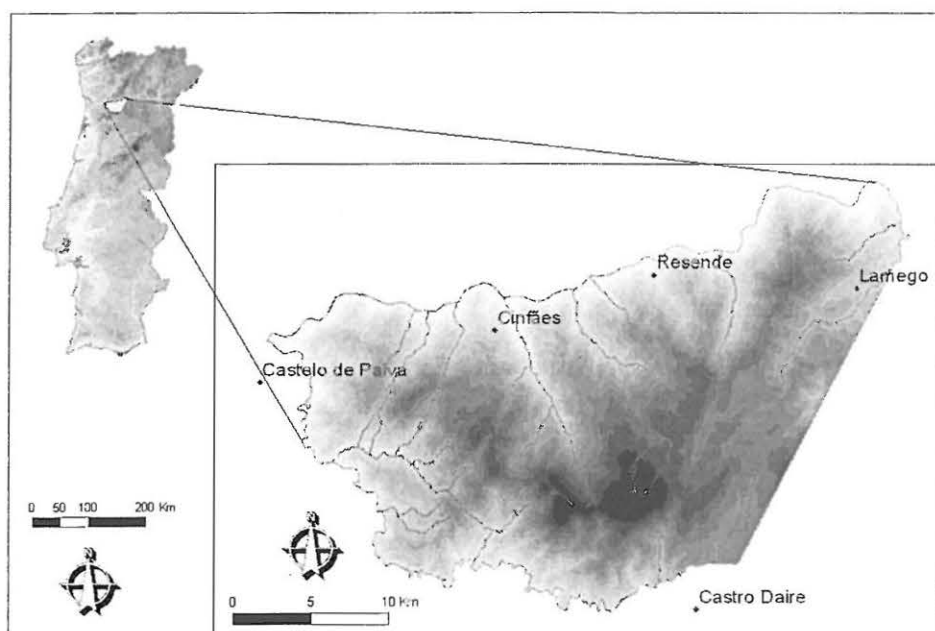 Resende
Lamego
Cinfães
Castelo de Paiva
0 50 100 200 Km
0 5 10 Km
Castro Daire